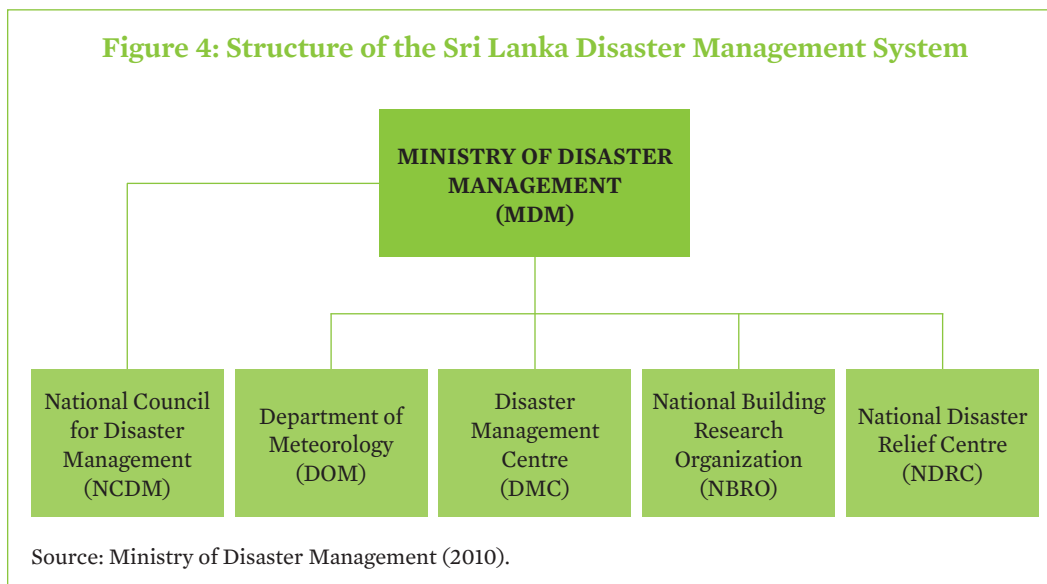 Figure 4: Structure of the Sri Lanka Disaster Management System
MINISTRY OF DISASTER
MANAGEMENT
(MDM)
National Council
for Disaster
Management
(NCDM)
Department of
Meteorology
(DOM)
Disaster
Management
Centre
(DMC)
National Building
Research
Organization
(NBRO)
National Disaster
Relief Centre
(NDRC)
Source: Ministry of Disaster Management (2010).